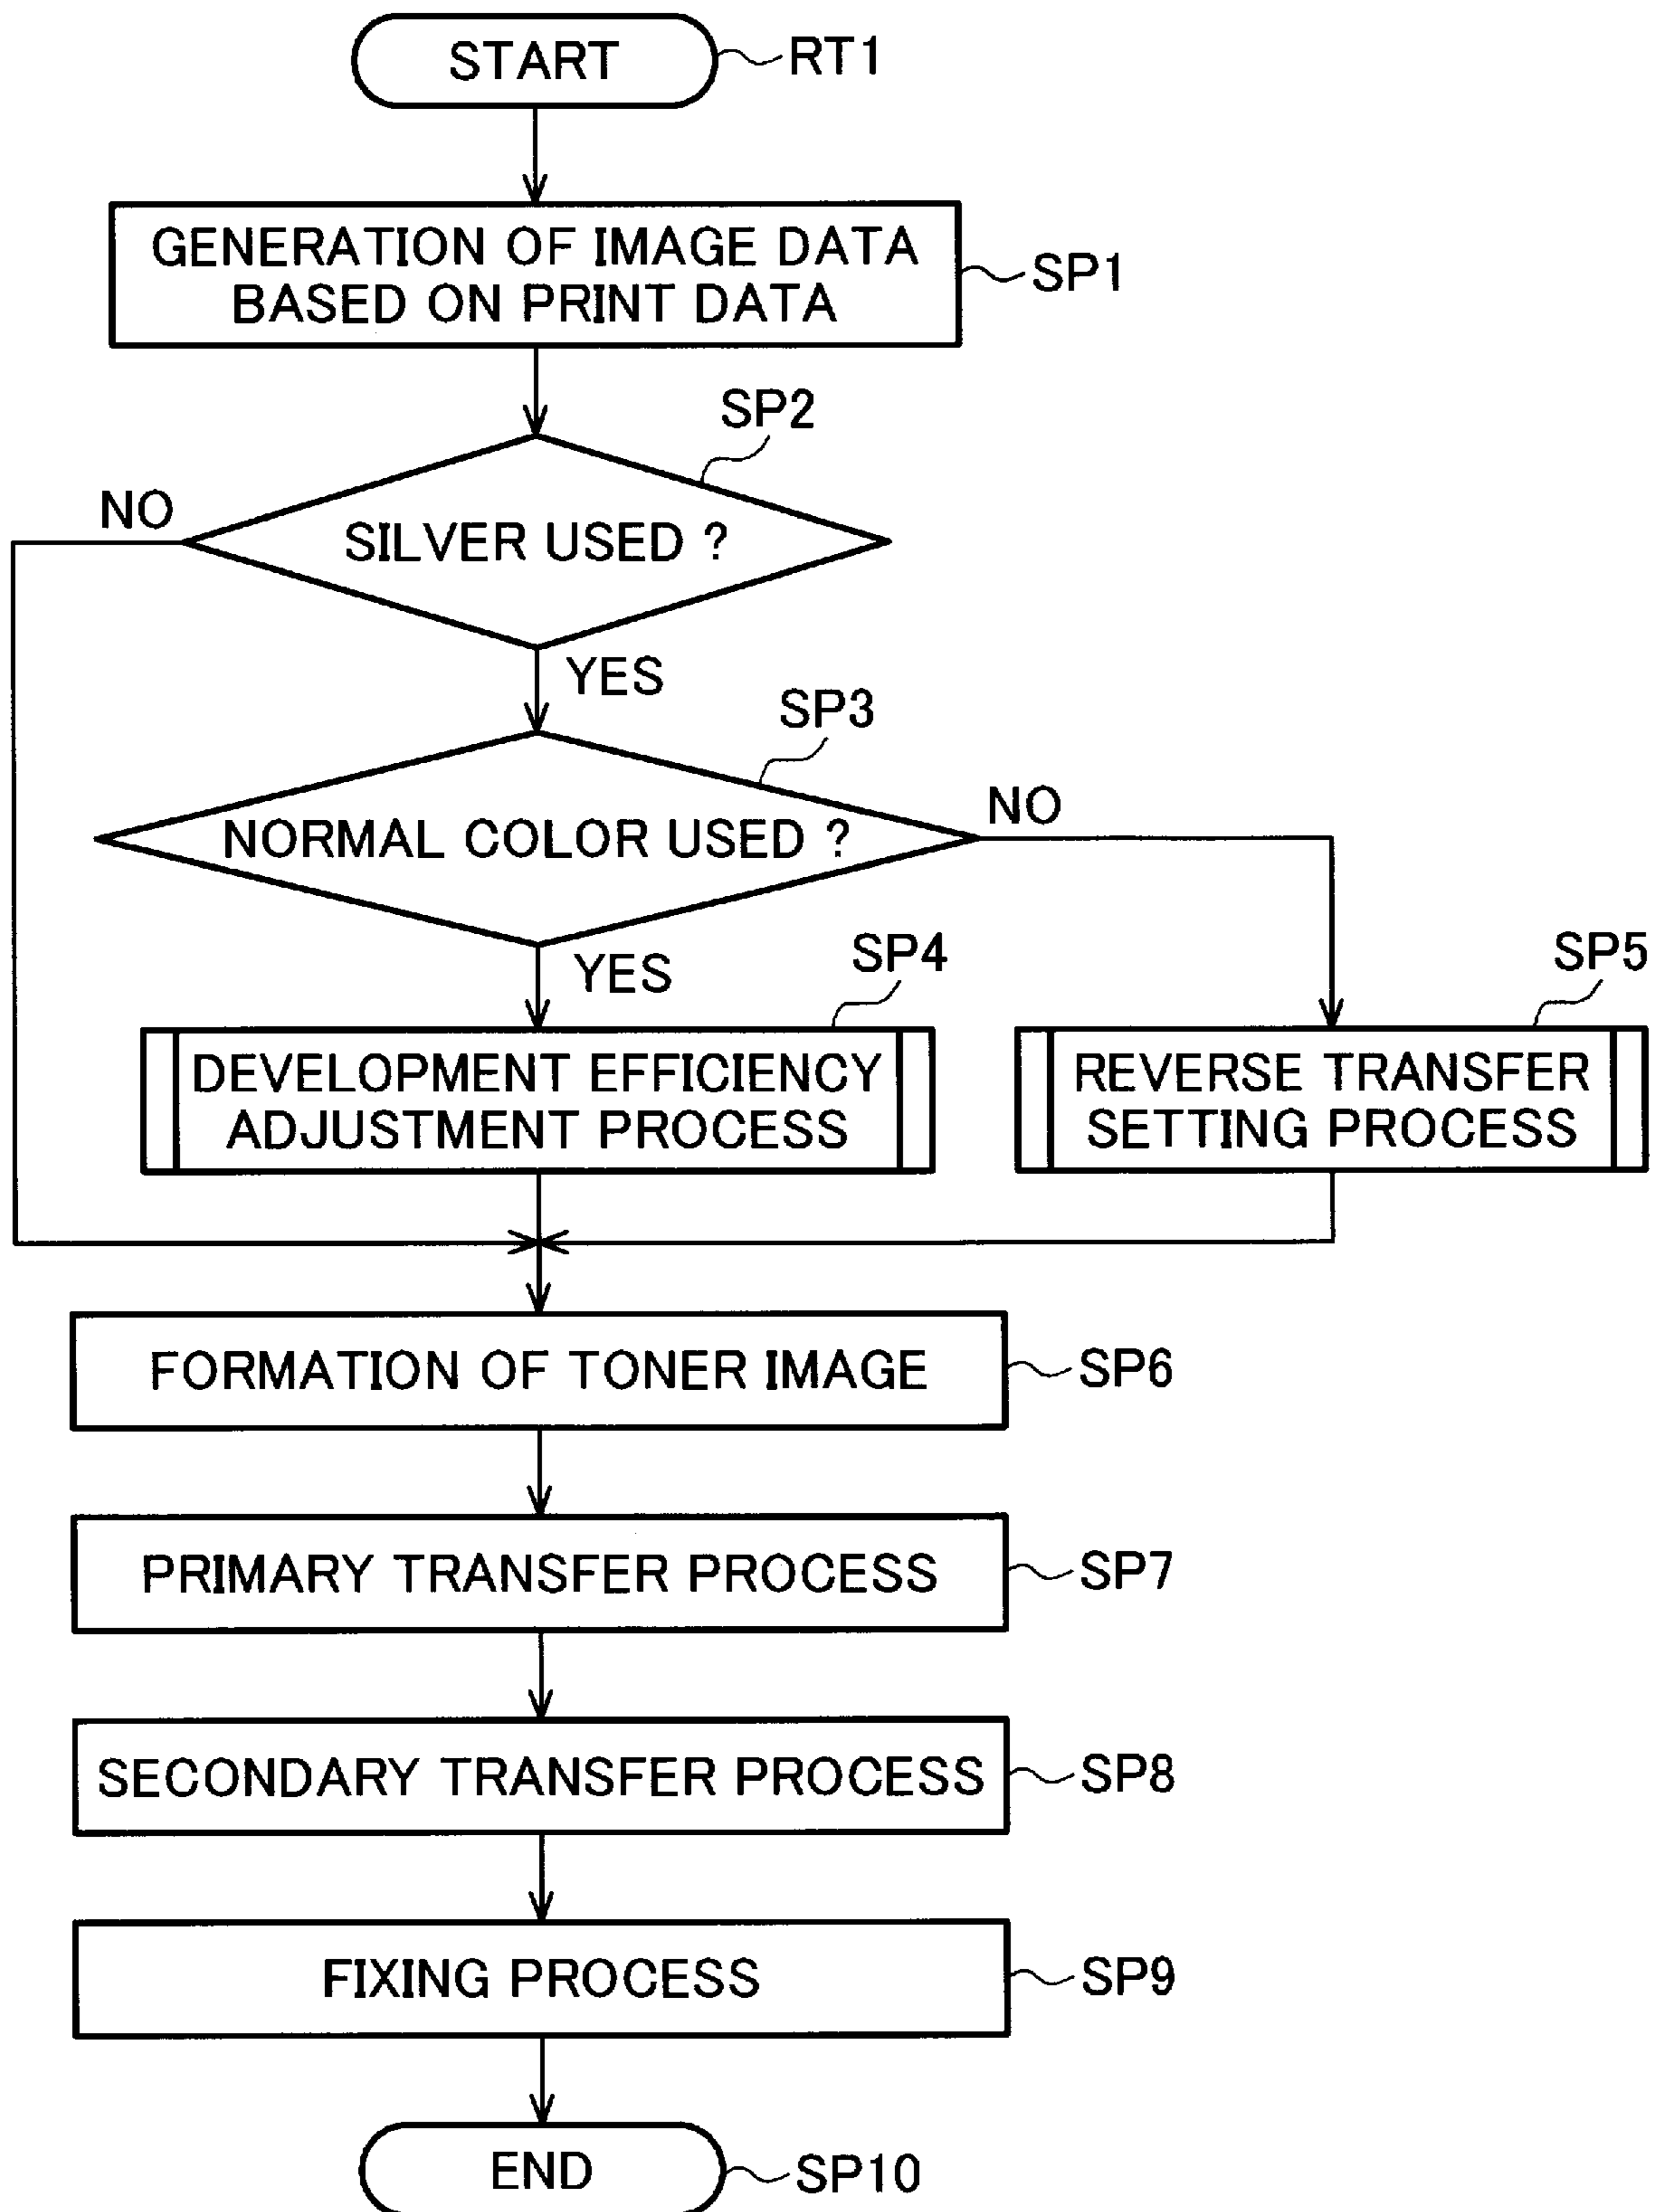 START
RT1
GENERATION OF IMAGE DATA
BASED ON PRINT DATA
SP1
SP2
NO
SILVER USED ?
YES
SP3
NORMAL COLOR USED ?
NO
YES
SP4
SP5
DEVELOPMENT EFFICIENCY
ADJUSTMENT PROCESS
REVERSE TRANSFER
SETTING PROCESS
FORMATION OF TONER IMAGE
SP6
PRIMARY TRANSFER PROCESS
SP7
SECONDARY TRANSFER PROCESS
SP8
FIXING PROCESS
SP9
END
SP10